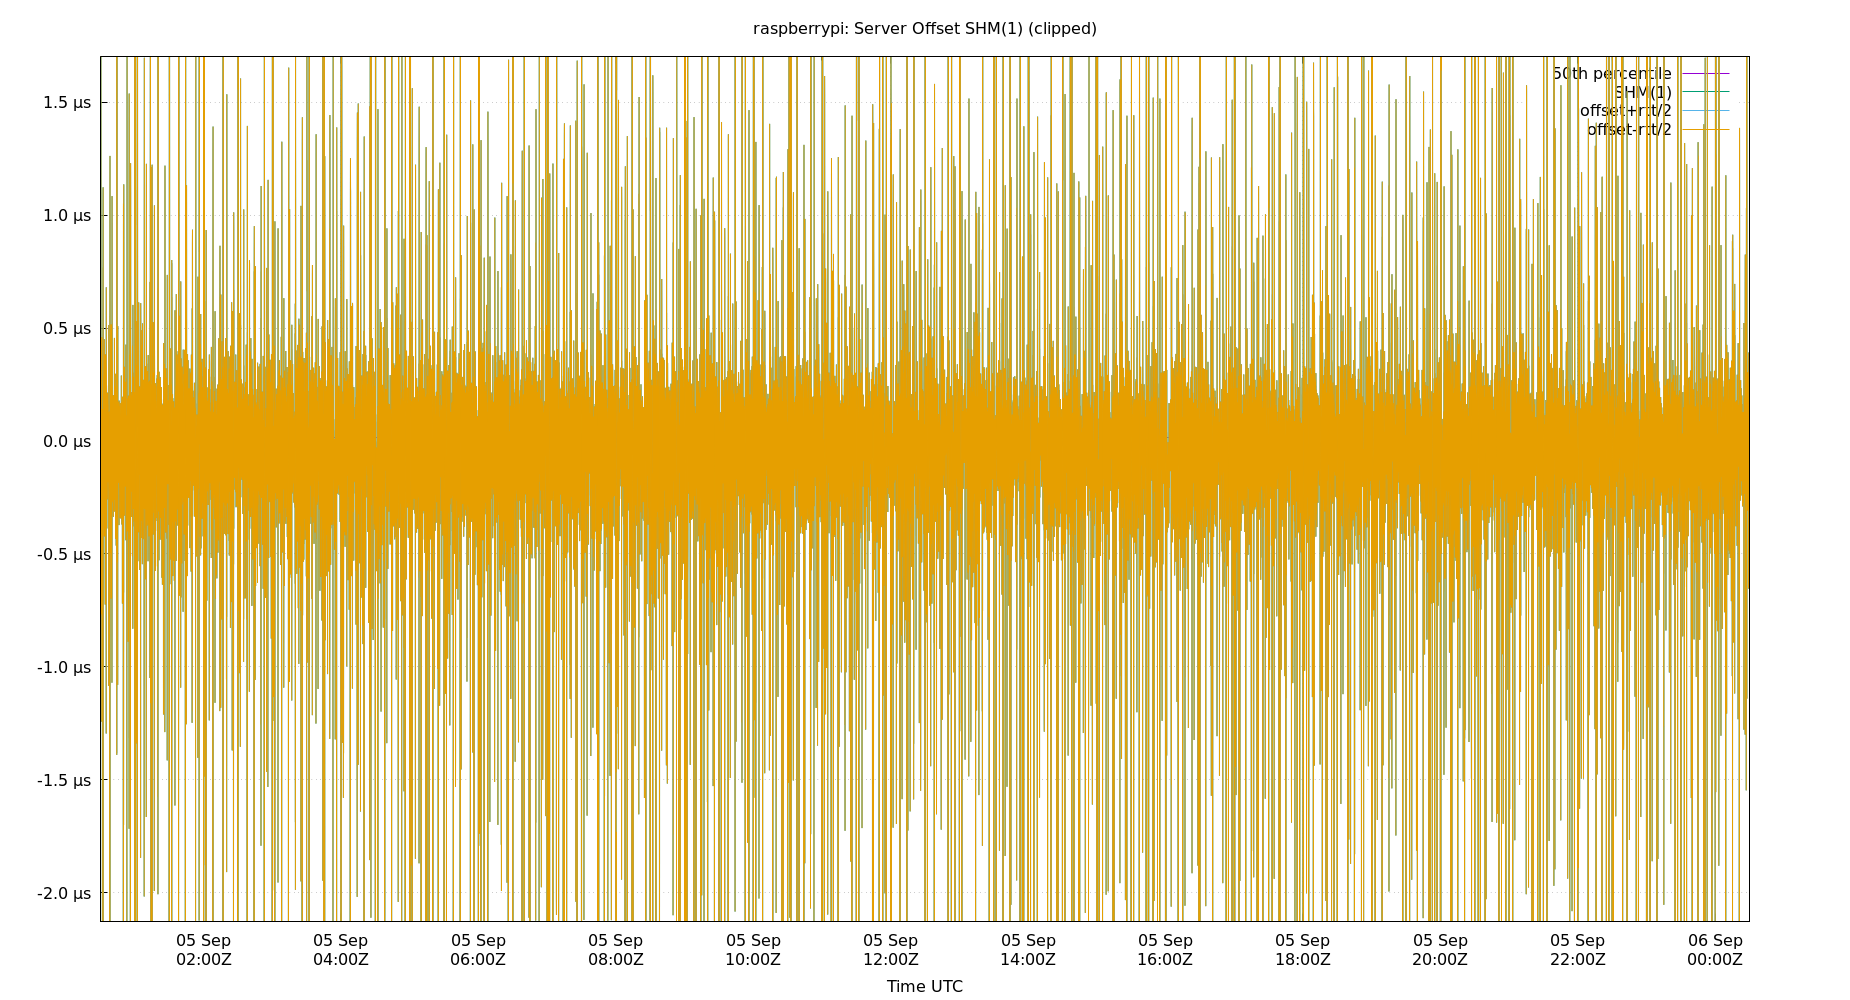 raspberrypi: Server Offset SHM(1) (clipped)
50th percentile
SHM(1)
offset+rtt/2
offset-rtt/2
1.5 µs
1.0 µs
0.5 µs
0.0 µs
-0.5 µs
-1.0 µs
-1.5 µs
-2.0 µs
05 Sep 05 Sep 05 Sep 05 Sep 05 Sep 05 Sep 05 Sep 05 Sep 05 Sep 05 Sep 05 Sep 06 Sep
02:00Z 04:00Z 06:00Z 08:00Z 10:00Z 12:00Z 14:00Z 16:00Z 18:00Z 20:00Z 22:00Z 00:00Z
Time UTC